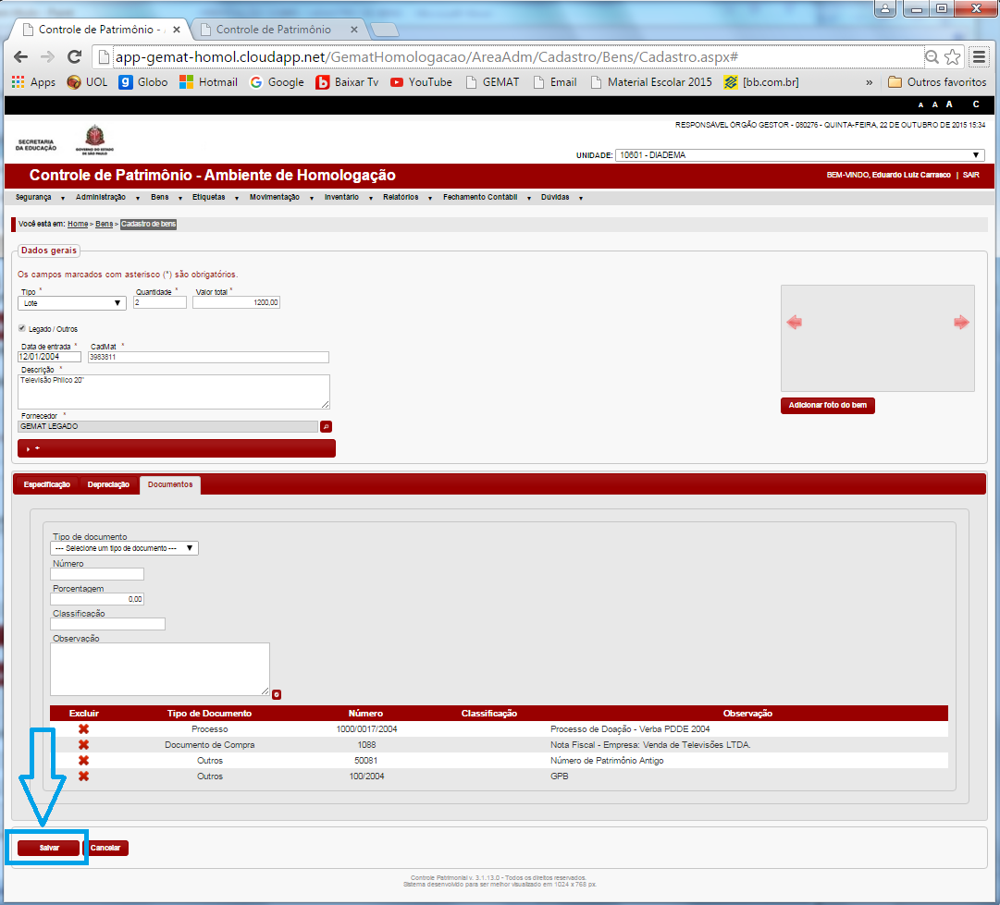 Controle de Patrimônio -
Controle de Patrimônio
app-gemat-homol.cloudapp.net/GematHomologacao/AreaAdm/Cadastro/Bens/Cadastro.aspx#
Apps UOL Globo Hotmail Google Baixar Tv YouTube GEMAT Email Material Escolar 2015 [bb.com.br] » Outros favoritos
A A A C
RESPONSÁVEL ÓRGÃO GESTOR - 080276 - QUINTA-FEIRA, 22 DE OUTUBRO DE 2015 15:34
SECRETARIA
DA EDUCAÇÃO
GOVERNO DO ESTADO
DE SÃO PAULO
UNIDADE: 10601 - DIADEMA
Controle de Patrimônio - Ambiente de Homologação
BEM-VINDO, Eduardo Luiz Carrasco | SAIR
Segurança Administração Bens Etiquetas Movimentação Inventário Relatórios Fechamento Contábil Dúvidas
Você está em: Home > Bens > Cadastro de bens
Dados gerais
Os campos marcados com asterisco (*) são obrigatórios.
Tipo * Quantidade * Valor total *
Lote 2 1200,00
Legado / Outros
Data de entrada * CadMat *
12/01/2004 3983811
Descrição *
Televisão Philco 20"
Fornecedor *
GEMAT LEGADO
Adicionar foto do bem
Especificação Depreciação Documentos
Tipo de documento
--- Selecione um tipo de documento ---
Número
Porcentagem
0,00
Classificação
Observação
Excluir Tipo de Documento Número Classificação Observação
Processo 1000/0017/2004 Processo de Doação - Verba PDDE 2004
Documento de Compra 1088 Nota Fiscal - Empresa: Venda de Televisões LTDA.
Outros 50081 Número de Patrimônio Antigo
Outros 100/2004 GPB
Salvar Cancelar
Controle Patrimonial v. 3.1.13.0 - Todos os direitos reservados.
Sistema desenvolvido para ser melhor visualizado em 1024 x 768 px.